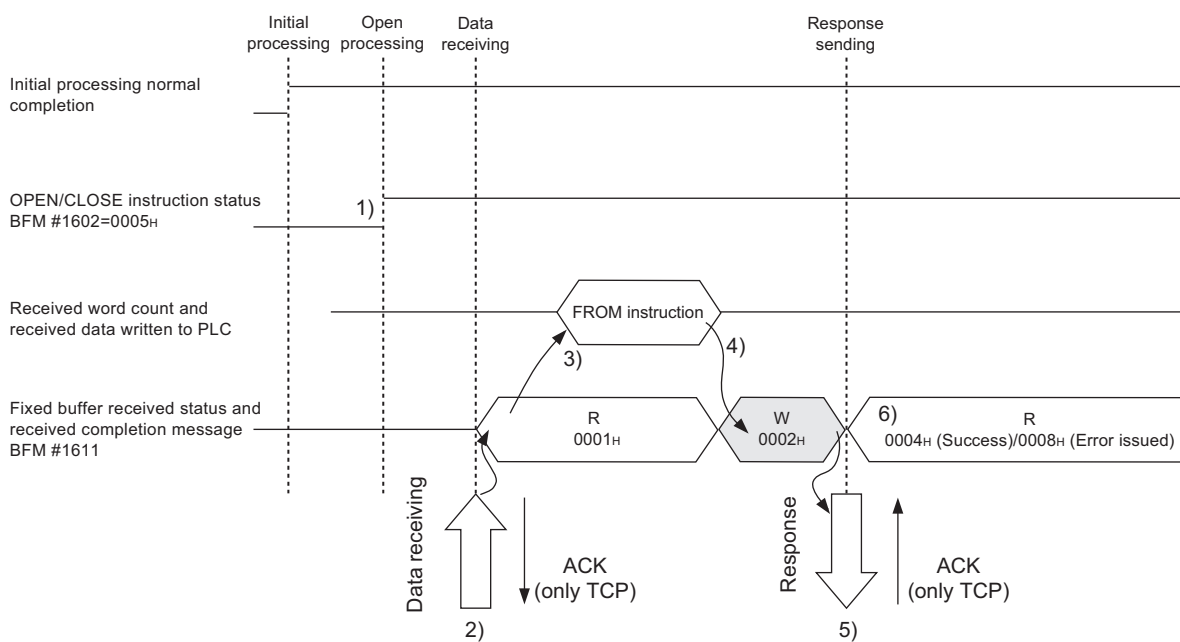 Initial
processing
Open
processing
Data
receiving
Response
sending
Initial processing normal
completion
OPEN/CLOSE instruction status
BFM #1602=0005H
1)
Received word count and
received data written to PLC
FROM instruction
3)
4)
Fixed buffer received status and
received completion message
BFM #1611
R
0001H
W
0002H
6)
R
0004H (Success)/0008H (Error issued)
Data receiving
ACK
(only TCP)
2)
Response
ACK
(only TCP)
5)